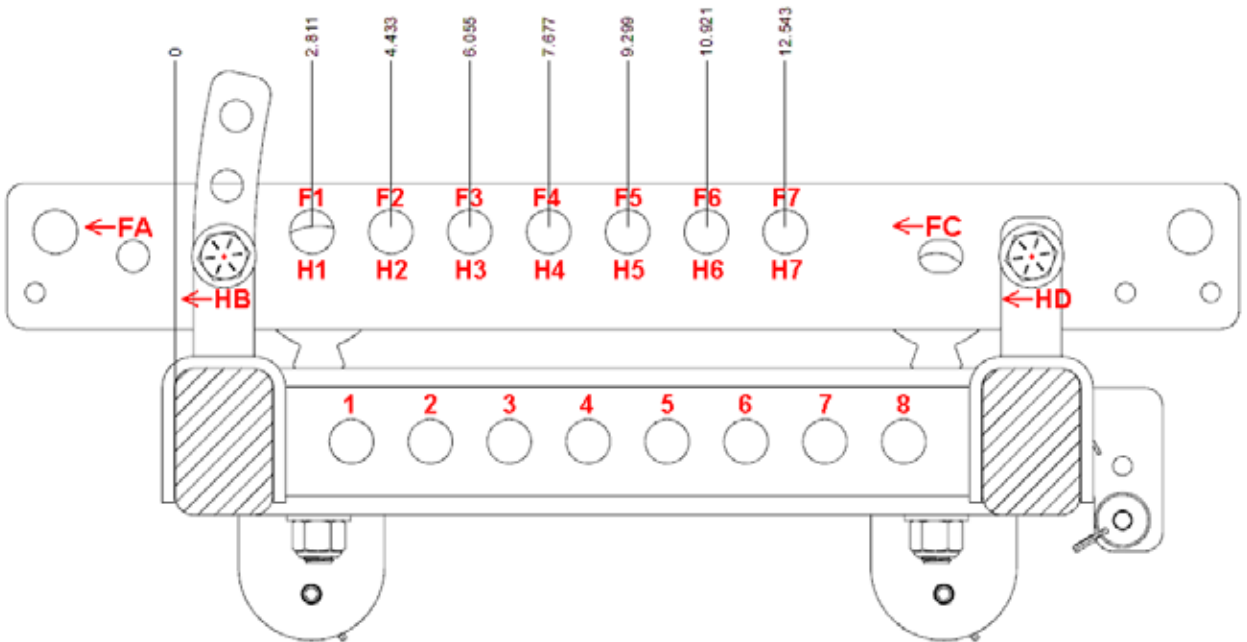 0 2.811 4.433 6.055 7.677 9.299 10.921 12.543
F1 F2 F3 F4 F5 F6 F7
←FA ←FC
H1 H2 H3 H4 H5 H6 H7
←HB ←HD
1 2 3 4 5 6 7 8